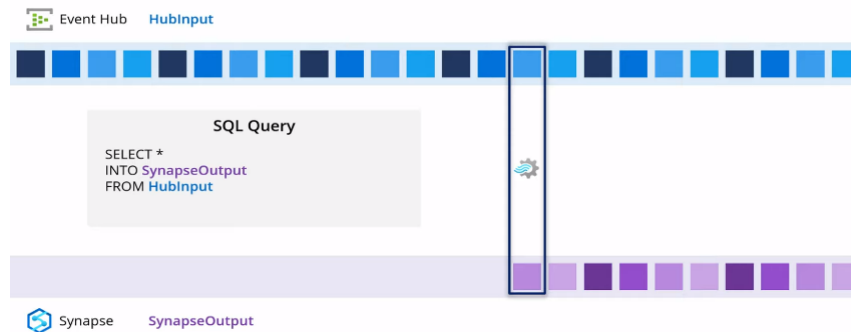 Event Hub HubInput
SQL Query
SELECT *
INTO SynapseOutput
FROM HubInput
Synapse SynapseOutput